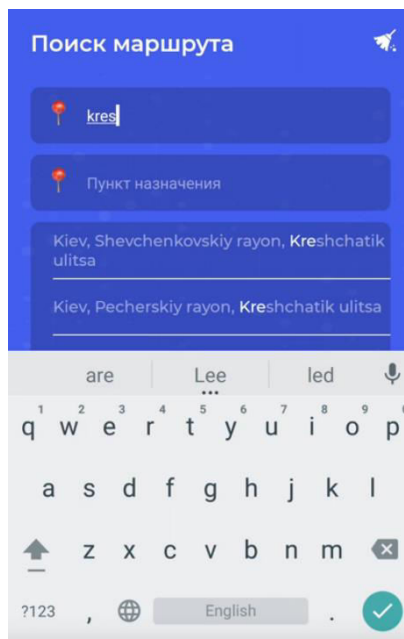 Поиск маршрута
kres
Пункт назначения
Kiev, Shevchenkovskiy rayon, Kreshchatik
ulitsa
Kiev, Pecherskiy rayon, Kreshchatik ulitsa
are Lee led
1 2 3 4 5 6 7 8 9 0
q w e r t y u i o p
a s d f g h j k l
z x c v b n m
?123 , English .